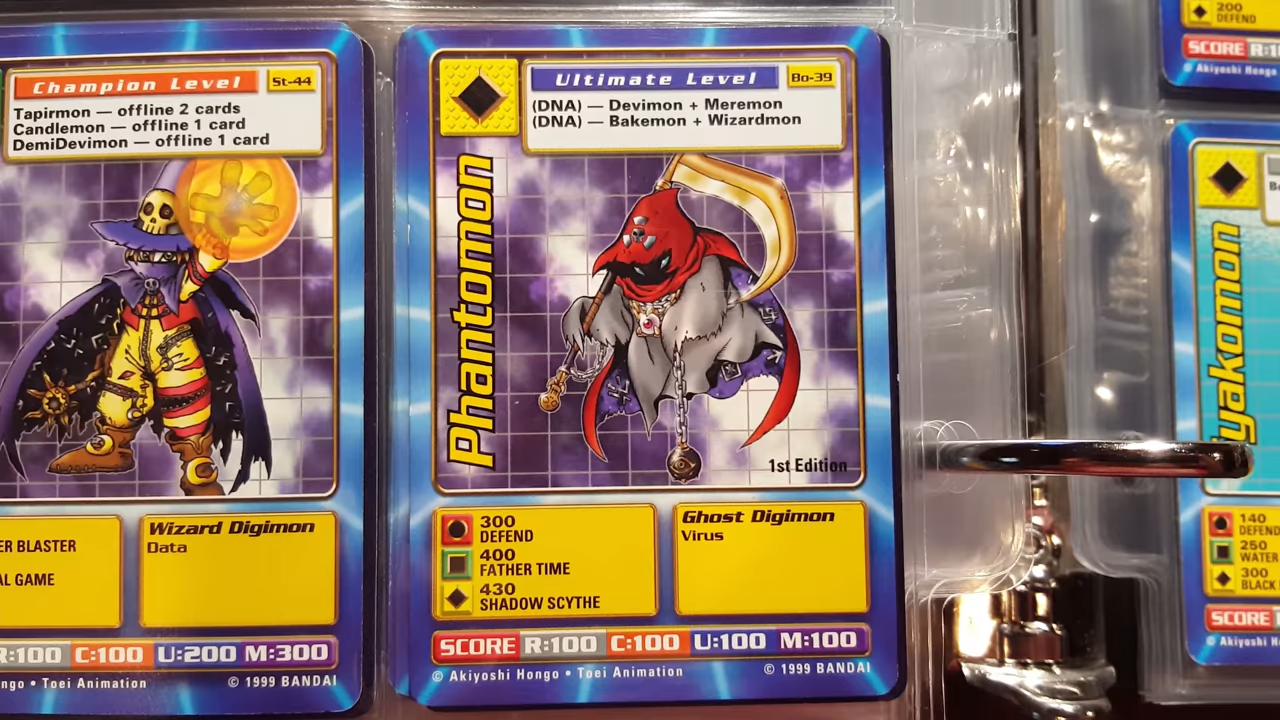 Champion Level St-44
Tapirmon — offline 2 cards
Candlemon — offline 1 card
DemiDevimon — offline 1 card
ER BLASTER
AL GAME
Wizard Digimon
Data
R:100 C:100 U:200 M:300
ngo • Toei Animation © 1999 BANDAI
Ultimate Level Bo-39
(DNA) — Devimon + Meremon
(DNA) — Bakemon + Wizardmon
Phantomon
1st Edition
300
DEFEND
400
FATHER TIME
430
SHADOW SCYTHE
Ghost Digimon
Virus
SCORE R:100 C:100 U:100 M:100
© Akiyoshi Hongo • Toei Animation © 1999 BANDAI
200
DEFEND
SCORE R:1
© Akiyoshi Hongo
yakomon
140
DEFEND
250
WATER
300
BLACK
SCORE
© Akiyoshi Hongo